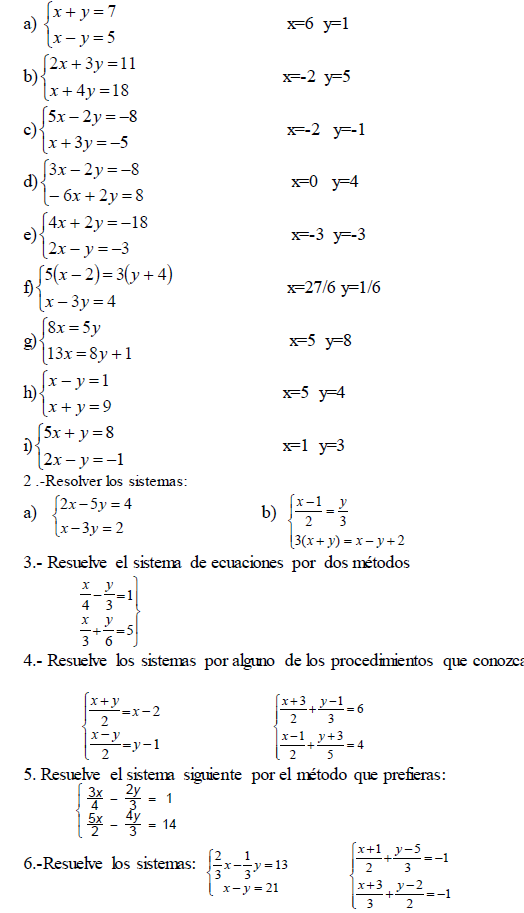 a) { x + y = 7 x=6 y=1
x − y = 5
b) { 2x + 3y = 11 x=-2 y=5
x + 4y = 18
c) { 5x − 2y = −8 x=-2 y=-1
x + 3y = −5
d) { 3x − 2y = −8 x=0 y=4
− 6x + 2y = 8
e) { 4x + 2y = −18 x=-3 y=-3
2x − y = −3
f) { 5(x − 2) = 3(y + 4) x=27/6 y=1/6
x − 3y = 4
g) { 8x = 5y x=5 y=8
13x = 8y + 1
h) { x − y = 1 x=5 y=4
x + y = 9
i) { 5x + y = 8 x=1 y=3
2x − y = −1
2 .-Resolver los sistemas:
a) { 2x − 5y = 4 b) { (x−1)/2 = y/3
x − 3y = 2 3(x+y) = x − y + 2
3.- Resuelve el sistema de ecuaciones por dos métodos
x/4 − y/3 = 1 }
x/3 + y/6 = 5
4.- Resuelve los sistemas por alguno de los procedimientos que conozca
{ (x+y)/2 = x−2 { (x+3)/2 + (y−1)/3 = 6
(x−y)/2 = y−1 (x−1)/2 + (y+3)/5 = 4
5. Resuelve el sistema siguiente por el método que prefieras:
{ 3x/4 − 2y/3 = 1
5x/2 − 4y/3 = 14
6.-Resuelve los sistemas: { 2/3 x − 1/3 y = 13 { (x+1)/2 + (y−5)/3 = −1
x − y = 21 (x+3)/3 + (y−2)/2 = −1